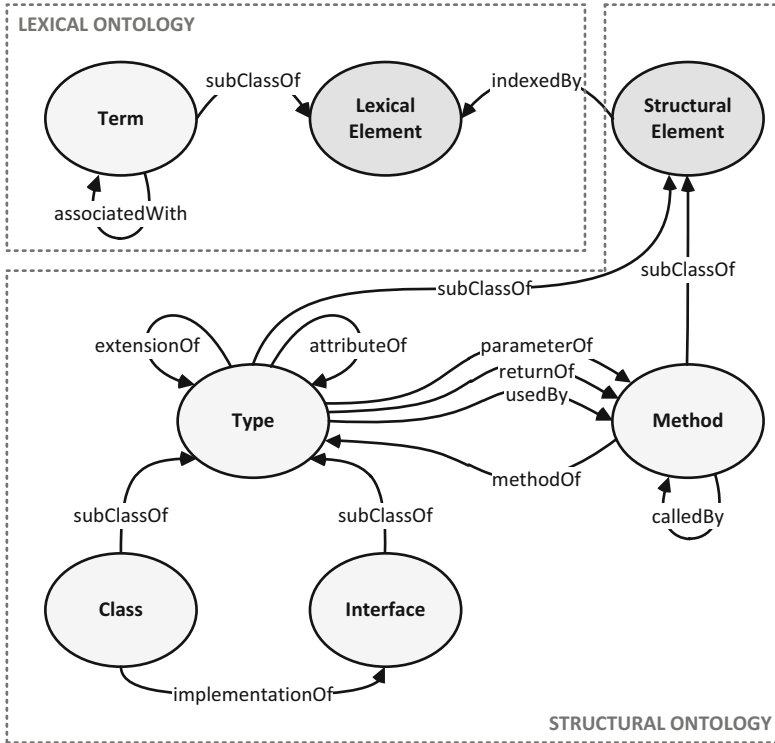 LEXICAL ONTOLOGY
subClassOf
indexedBy
Term
Lexical
Element
Structural
Element
associatedWith
subClassOf
subClassOf
extensionOf
attributeOf
parameterOf
returnOf
usedBy
Type
Method
methodOf
subClassOf
subClassOf
calledBy
Class
Interface
implementationOf
STRUCTURAL ONTOLOGY